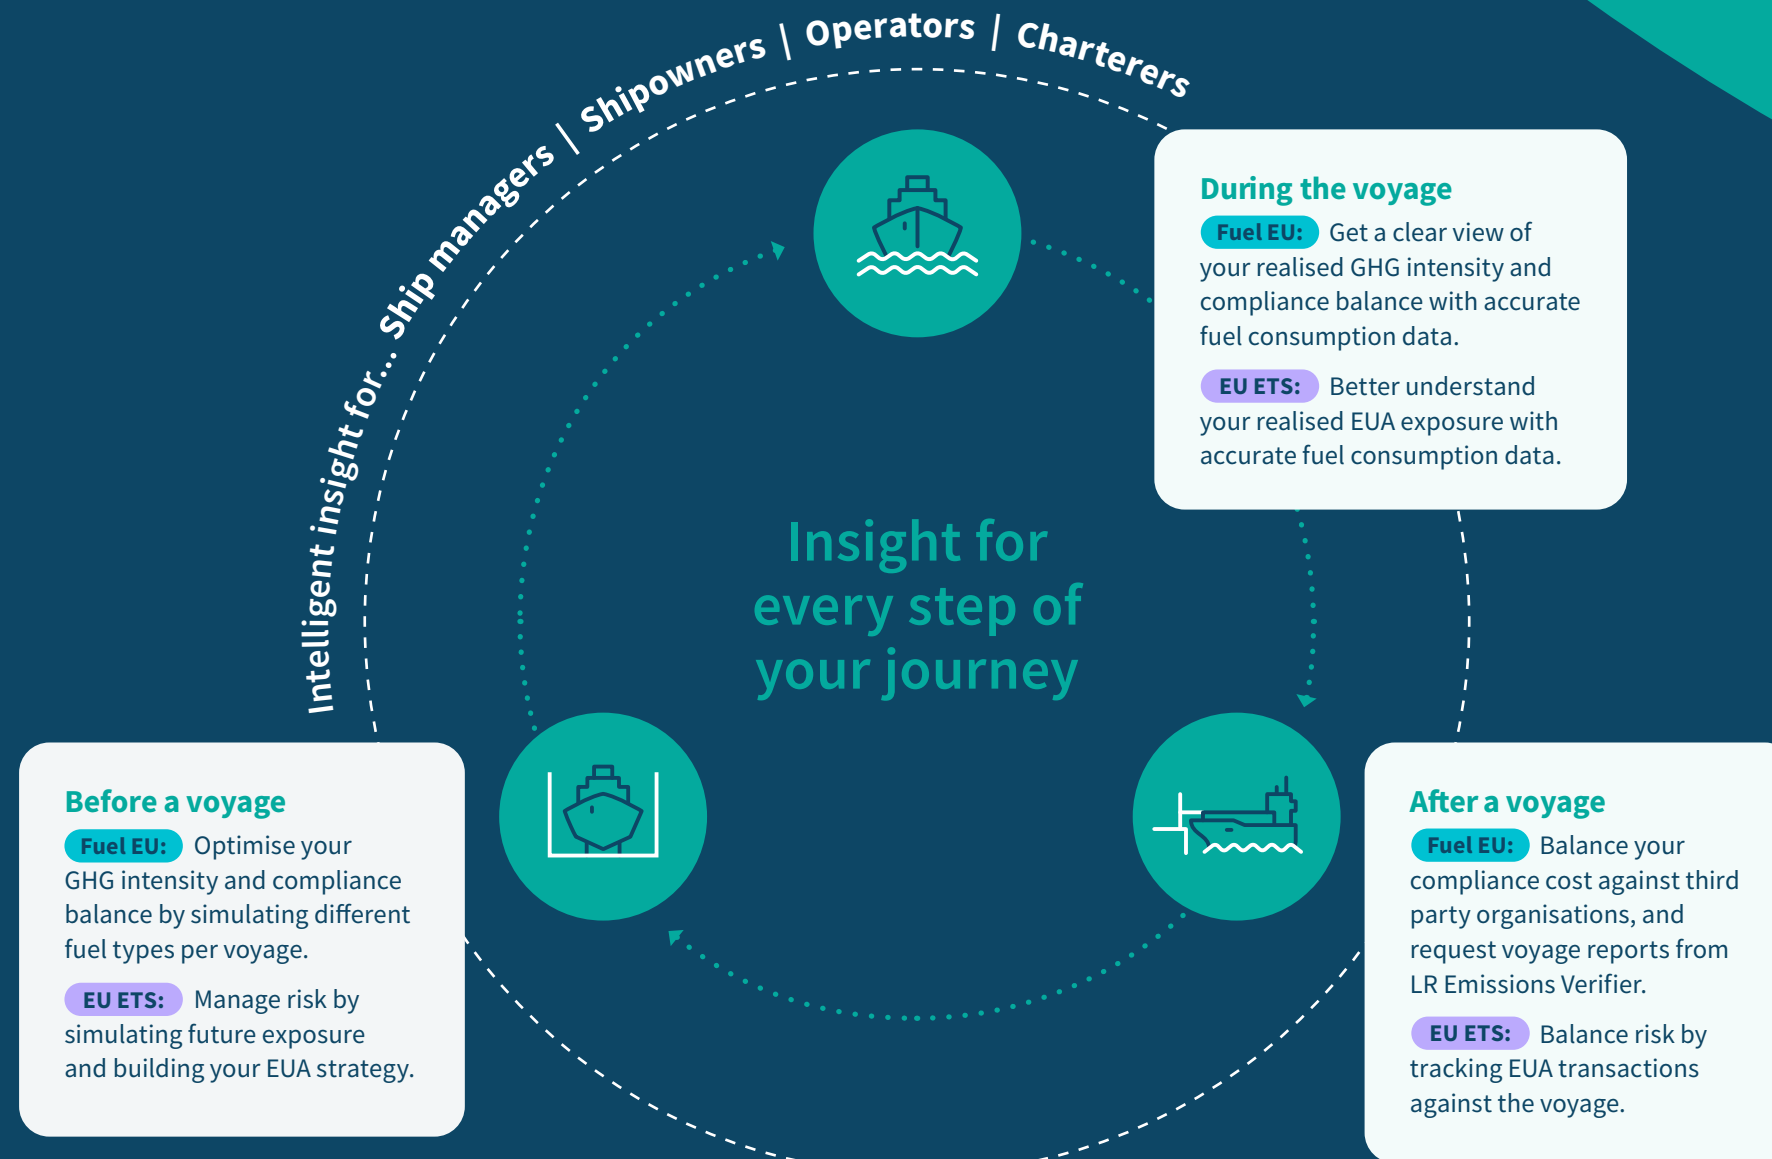 Intelligent insight for... Ship managers | Shipowners | Operators | Charterers
During the voyage
Fuel EU: Get a clear view of
your realised GHG intensity and
compliance balance with accurate
fuel consumption data.
EU ETS: Better understand
your realised EUA exposure with
accurate fuel consumption data.
Insight for
every step of
your journey
Before a voyage
Fuel EU: Optimise your
GHG intensity and compliance
balance by simulating different
fuel types per voyage.
EU ETS: Manage risk by
simulating future exposure
and building your EUA strategy.
After a voyage
Fuel EU: Balance your
compliance cost against third
party organisations, and
request voyage reports from
LR Emissions Verifier.
EU ETS: Balance risk by
tracking EUA transactions
against the voyage.